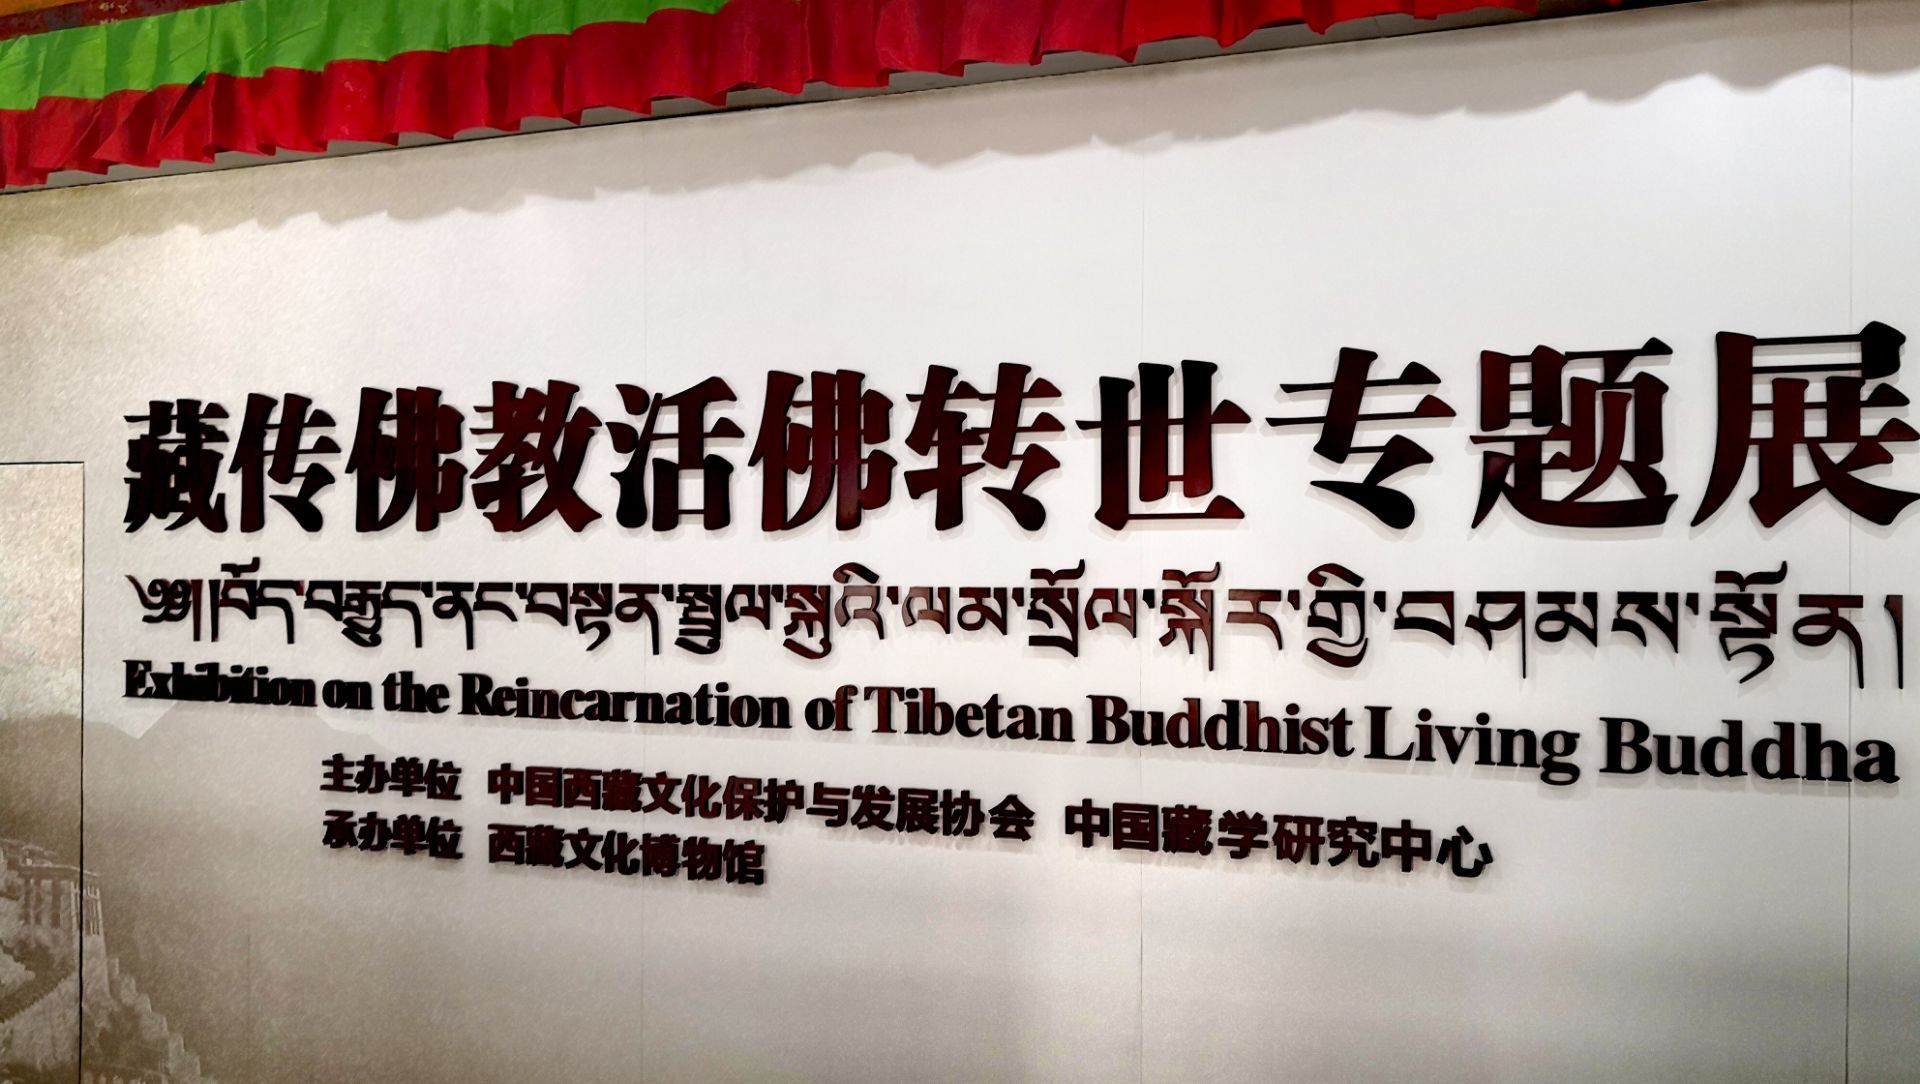 藏传佛教活佛转世专题展
༄༅།།བོད་བརྒྱུད་ནང་བསྟན་སྤྲུལ་སྐུའི་ལམ་སྲོལ་སྐོར་གྱི་བཤམས་སྟོན།
Exhibition on the Reincarnation of Tibetan Buddhist Living Buddha
主办单位 中国西藏文化保护与发展协会 中国藏学研究中心
承办单位 西藏文化博物馆